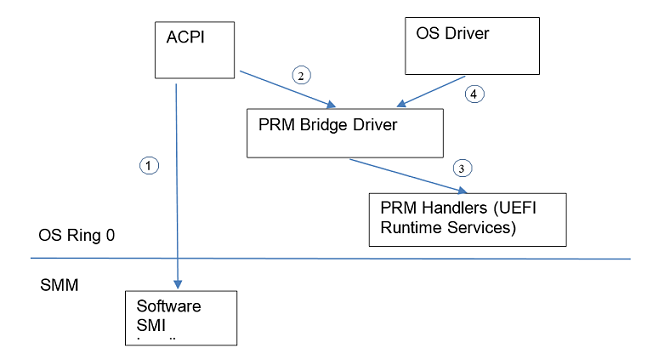 ACPI
OS Driver
2
4
PRM Bridge Driver
1
3
PRM Handlers (UEFI
Runtime Services)
OS Ring 0
SMM
Software
SMI